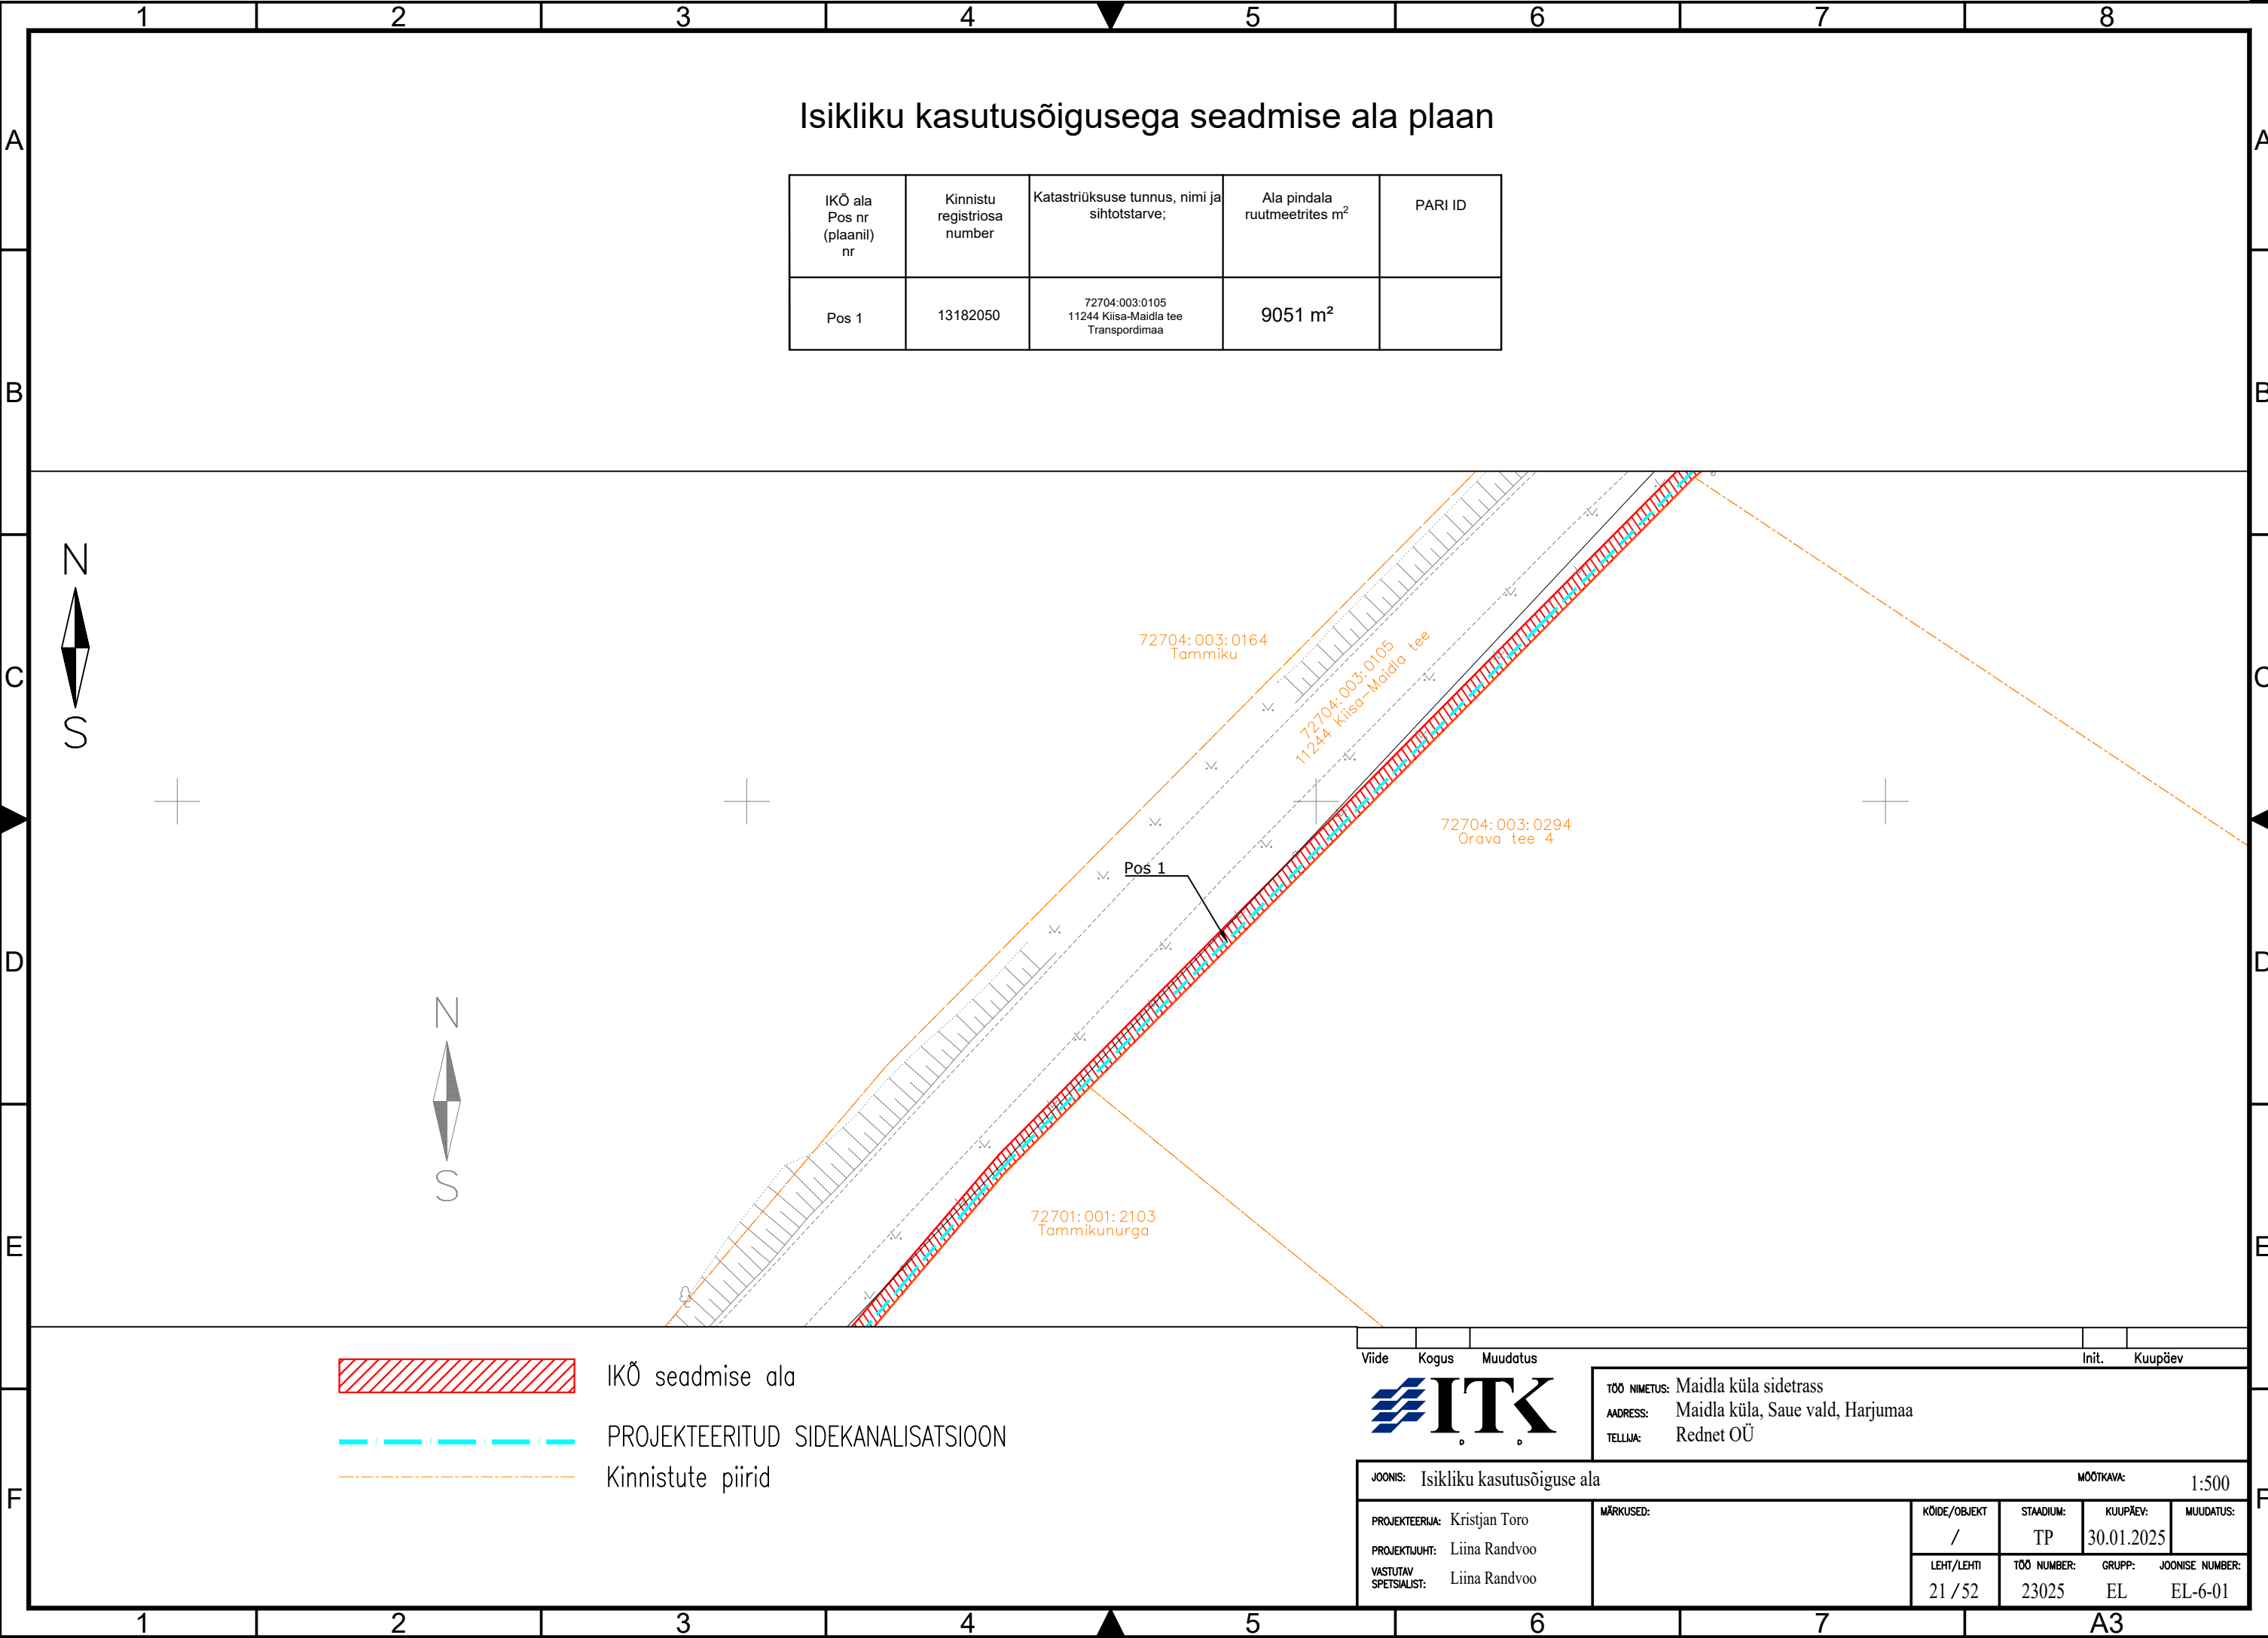 1 2 3 4 5 6 7 8
A A
B B
C C
D D
E E
F F
Isikliku kasutusõigusega seadmise ala plaan
IKÕ ala
Pos nr
(plaanil)
nr
Kinnistu
registriosa
number
Katastriüksuse tunnus, nimi ja
sihtotstarve;
Ala pindala
ruutmeetrites m²
PARI ID
Pos 1
13182050
72704:003:0105
11244 Kiisa-Maidla tee
Transpordimaa
9051 m²
N
S
72704:003:0164
Tammiku
72704:003:0105
11244 Kiisa-Maidla tee
72704:003:0294
Orava tee 4
Pos 1
N
S
72701:001:2103
Tammikunurga
IKÕ seadmise ala
PROJEKTEERITUD SIDEKANALISATSIOON
Kinnistute piirid
Viide Kogus Muudatus Init. Kuupäev
ITK
D D
TÖÖ NIMETUS: Maidla küla sidetrass
AADRESS: Maidla küla, Saue vald, Harjumaa
TELLIJA: Rednet OÜ
JOONIS: Isikliku kasutusõiguse ala
MÕÕTKAVA: 1:500
PROJEKTEERIJA: Kristjan Toro
PROJEKTIJUHT: Liina Randvoo
VASTUTAV
SPETSIALIST: Liina Randvoo
MÄRKUSED:
KÖIDE/OBJEKT STAADIUM: KUUPÄEV: MUUDATUS:
/ TP 30.01.2025
LEHT/LEHTI TÖÖ NUMBER: GRUPP: JOONISE NUMBER:
21 / 52 23025 EL EL-6-01
1 2 3 4 5 6 7 A3